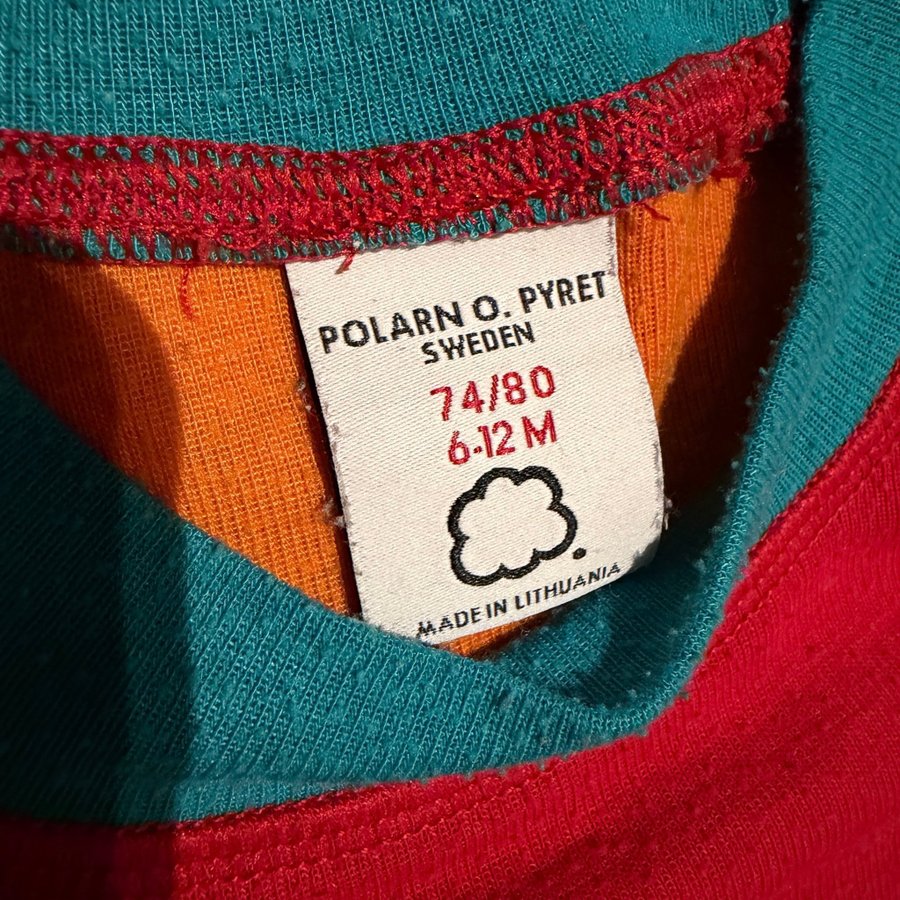 POLARN O. PYRET
SWEDEN
74/80
6-12 M
MADE IN LITHUANIA